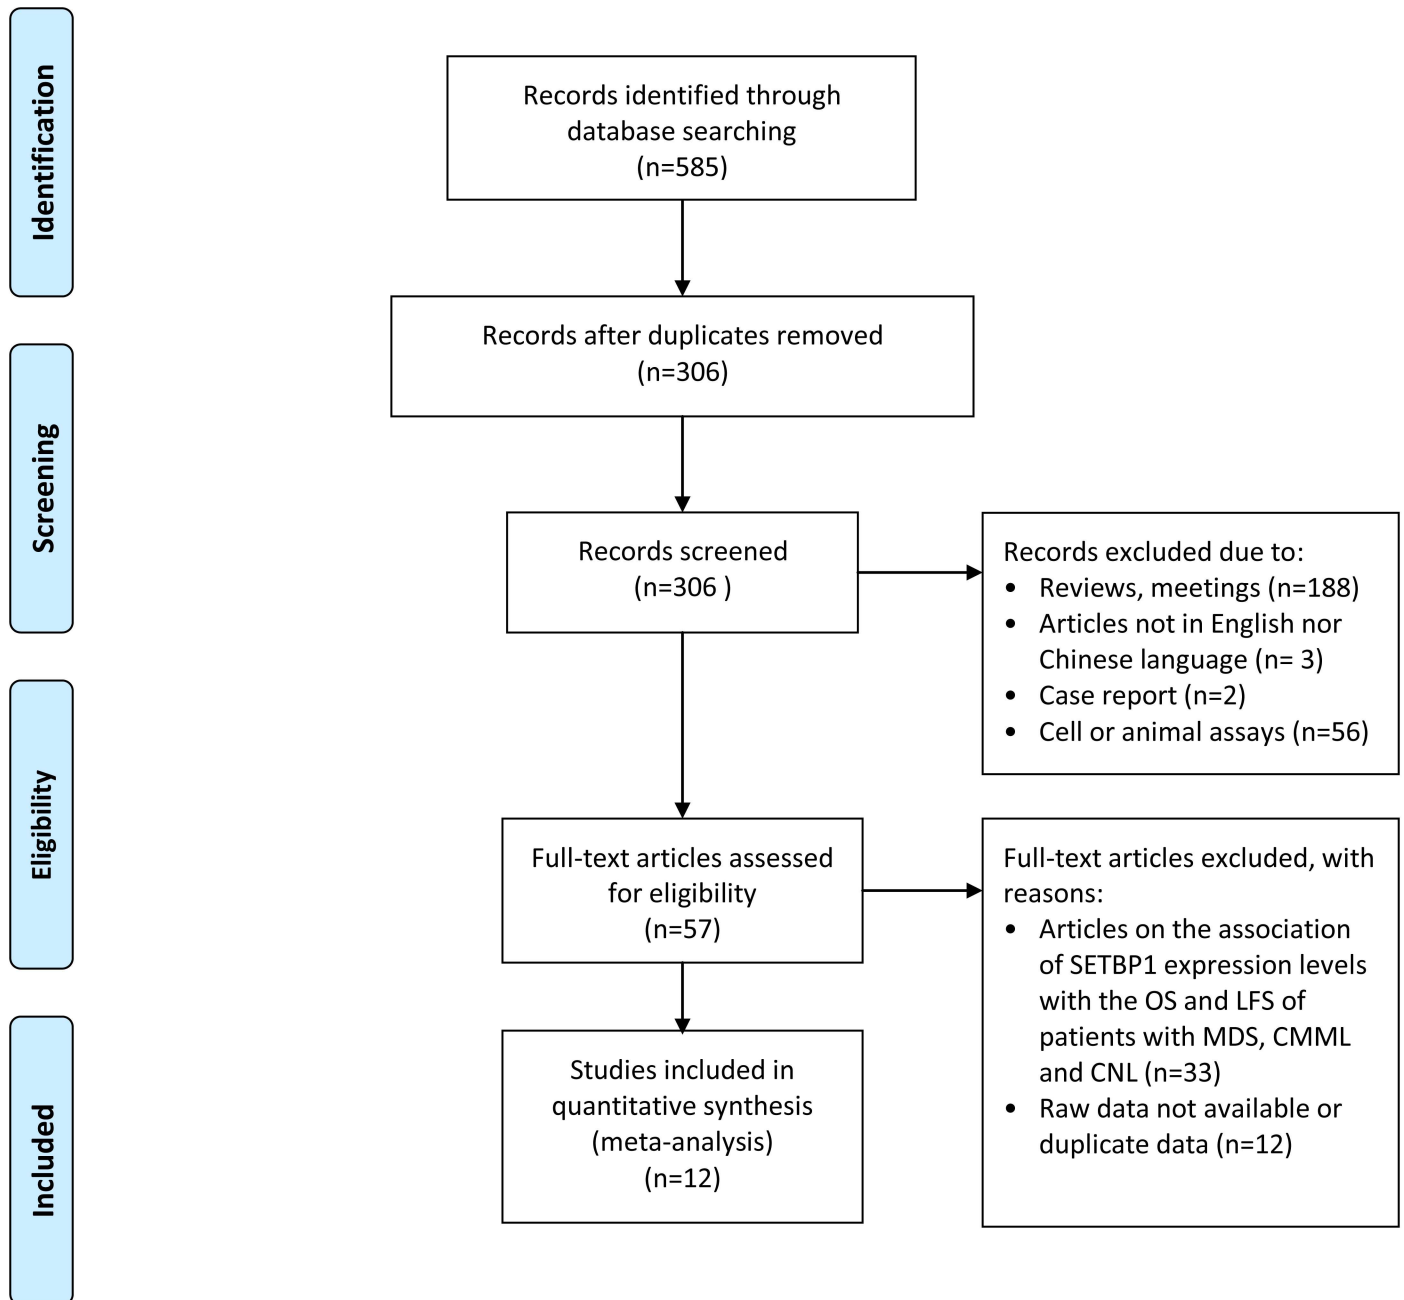 Identification
Records identified through
database searching
(n=585)
Records after duplicates removed
(n=306)
Screening
Records screened
(n=306 )
Records excluded due to:
• Reviews, meetings (n=188)
• Articles not in English nor
Chinese language (n= 3)
• Case report (n=2)
• Cell or animal assays (n=56)
Eligibility
Full-text articles assessed
for eligibility
(n=57)
Full-text articles excluded, with
reasons:
• Articles on the association
of SETBP1 expression levels
with the OS and LFS of
patients with MDS, CMML
and CNL (n=33)
• Raw data not available or
duplicate data (n=12)
Included
Studies included in
quantitative synthesis
(meta-analysis)
(n=12)